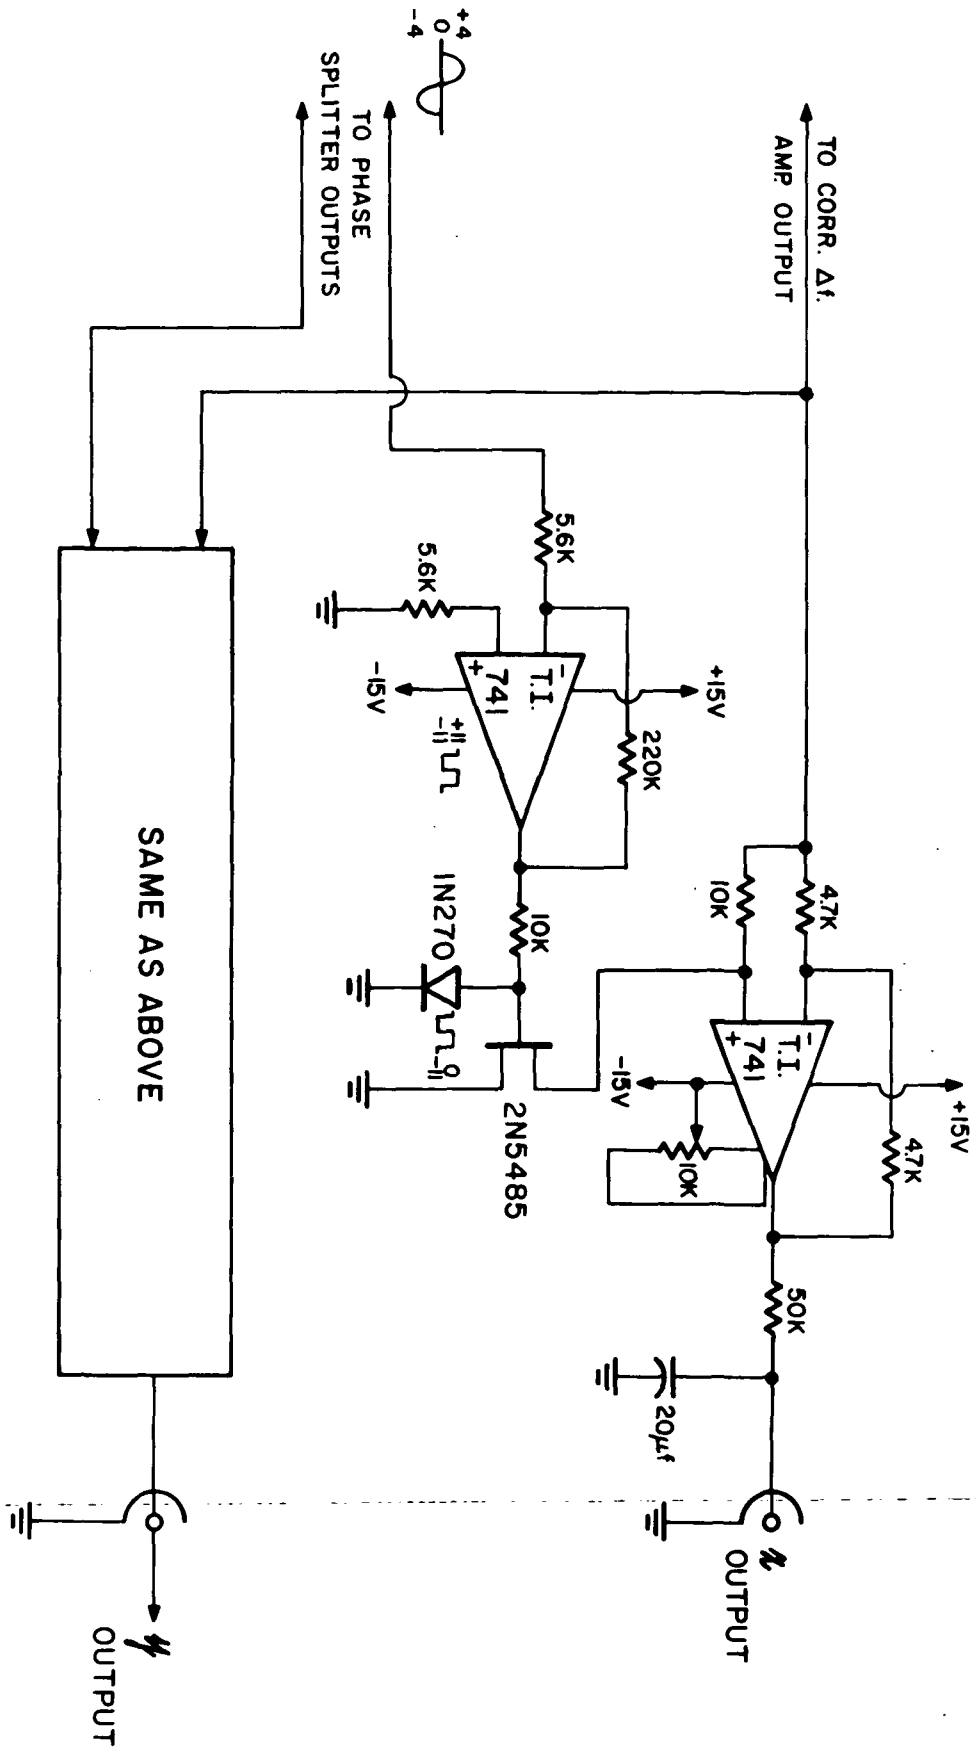 TO CORR. Δf.
AMP. OUTPUT
+15V
4.7K
4.7K
10K
-
T.I.
741
+
-15V
10K
50K
20μf
x
OUTPUT
+4
0
-4
TO PHASE
SPLITTER OUTPUTS
5.6K
5.6K
+15V
220K
-
T.I.
741
+
-15V
+11
-11
10K
1N270
0
-11
2N5485
SAME AS ABOVE
y
OUTPUT